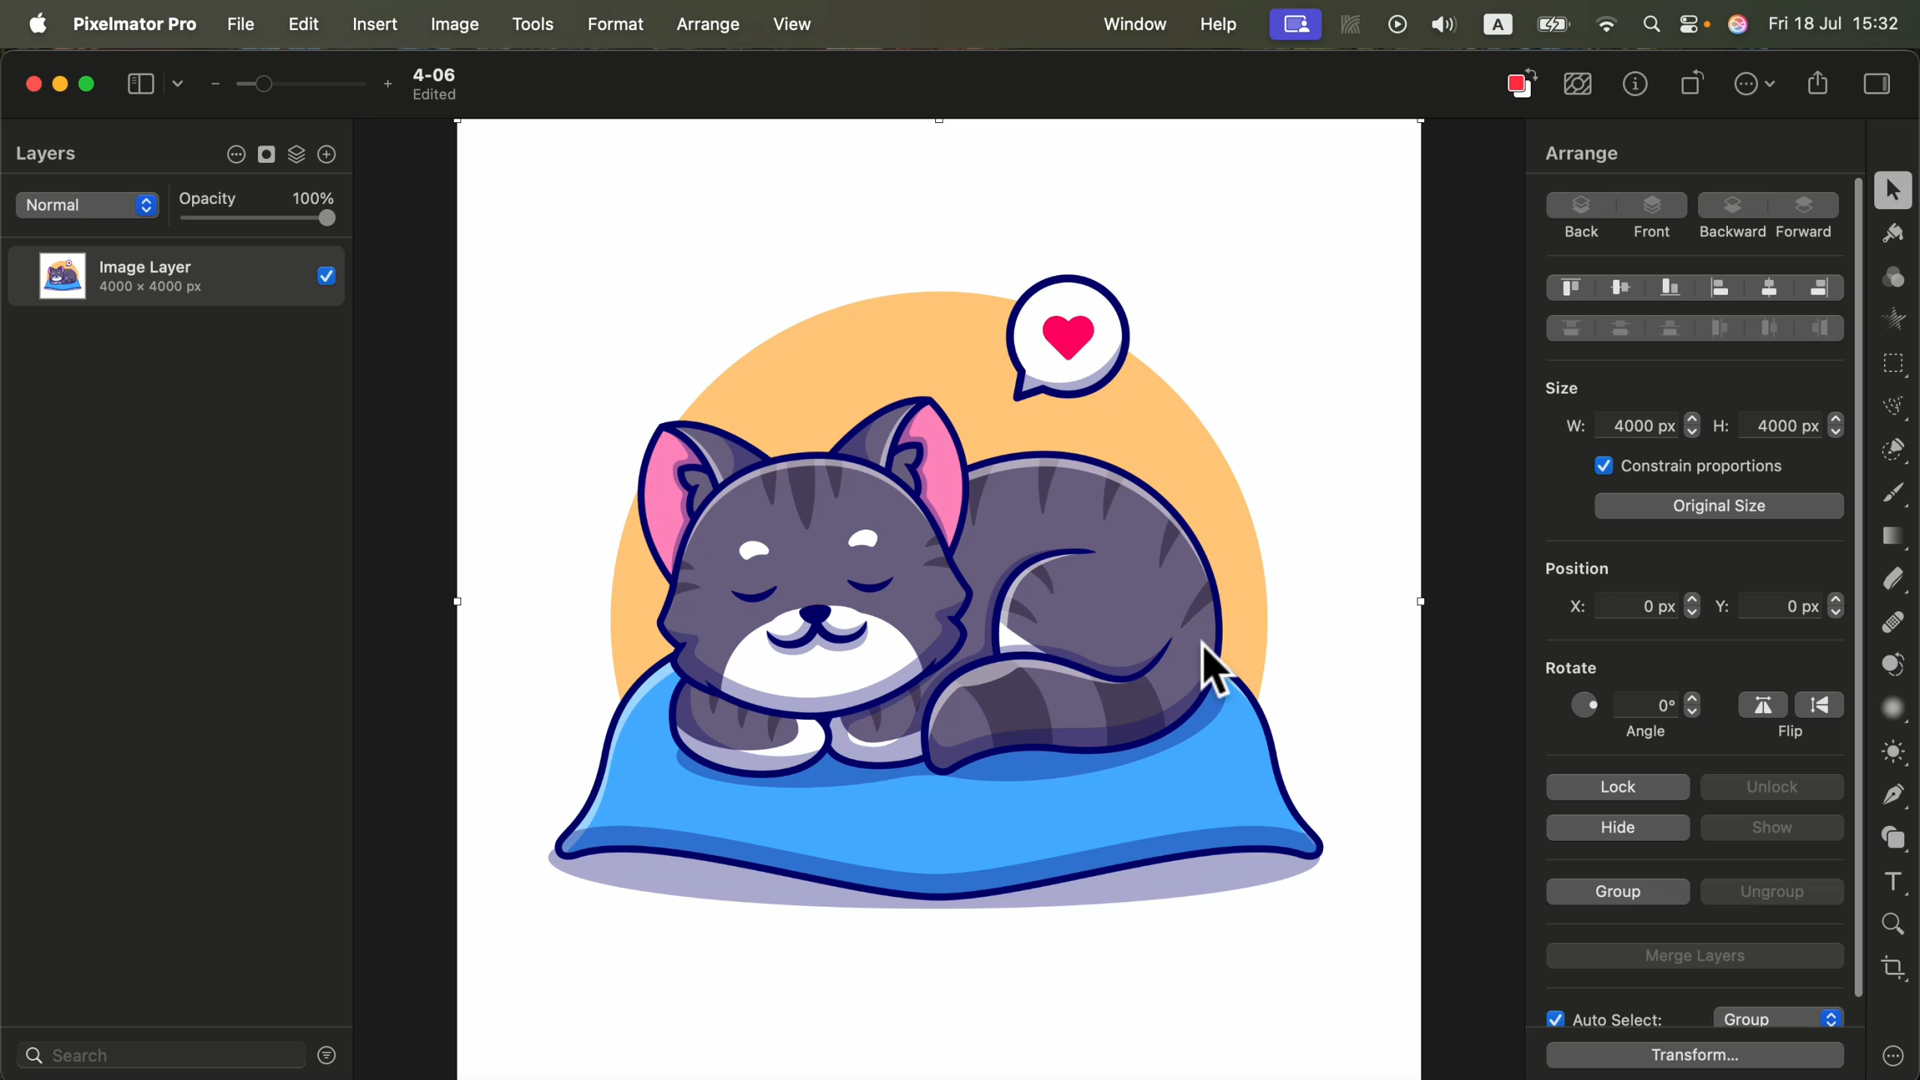 Pixelmator Pro File Edit Insert Image Tools Format Arrange View Window Help A Fri 18 Jul 15:32
4-06
Edited
Layers
Normal
Opacity 100%
Image Layer
4000 × 4000 px
Search
Arrange
Back Front Backward Forward
Size
W: 4000 px H: 4000 px
Constrain proportions
Original Size
Position
X: 0 px Y: 0 px
Rotate
0°
Angle Flip
Lock Unlock
Hide Show
Group Ungroup
Merge Layers
Auto Select: Group
Transform...